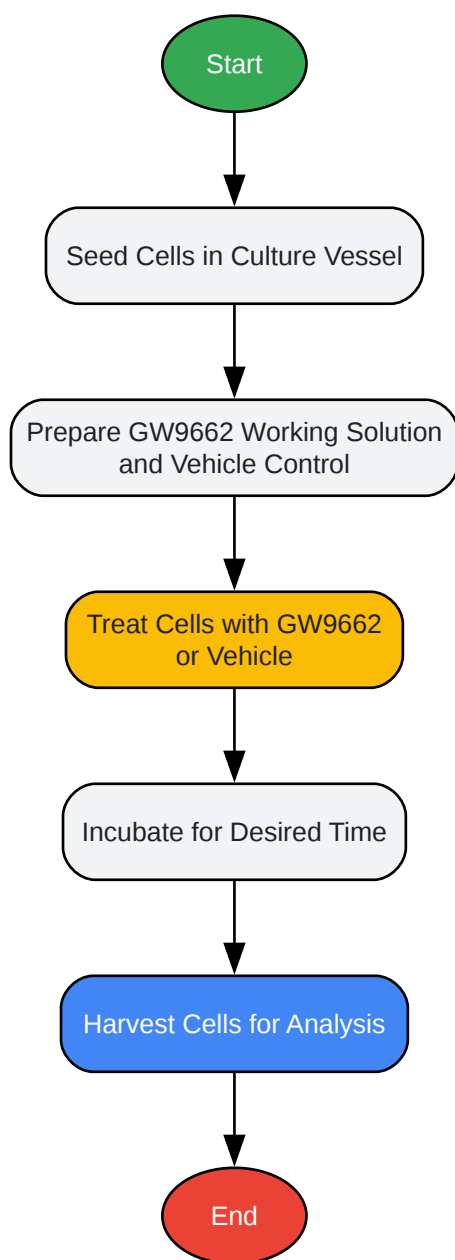 Start
Seed Cells in Culture Vessel
Prepare GW9662 Working Solution
and Vehicle Control
Treat Cells with GW9662
or Vehicle
Incubate for Desired Time
Harvest Cells for Analysis
End